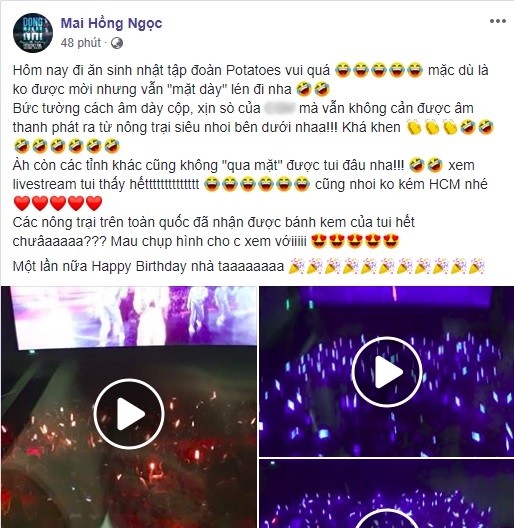 Mai Hồng Ngọc
48 phút ·
Hôm nay đi ăn sinh nhật tập đoàn Potatoes vui quá 😂😂😂😂 mặc dù là
ko được mời nhưng vẫn "mặt dày" lén đi nha 🤣🤣
Bức tường cách âm dày cộp, xịn sò của mà vẫn không cản được âm
thanh phát ra từ nông trại siêu nhoi bên dưới nhaa!!! Khá khen 👏👏👏🤣🤣
🤣🤣🤣🤣🤣🤣
Àh còn các tỉnh khác cũng không "qua mặt" được tui đâu nha!!! 🤣🤣 xem
livestream tui thấy hếttttttttttttttt 😂😂😂😂😂😂 cũng nhoi ko kém HCM nhé
❤️❤️❤️❤️❤️
Các nông trại trên toàn quốc đã nhận được bánh kem của tui hết
chưâaaaaa??? Mau chụp hình cho c xem vớiiiiii 😍😍😍😍😍
Một lần nữa Happy Birthday nhà taaaaaaaa 🎉🎉🎉🎉🎉🎉🎉🎉🎉🎉🎉